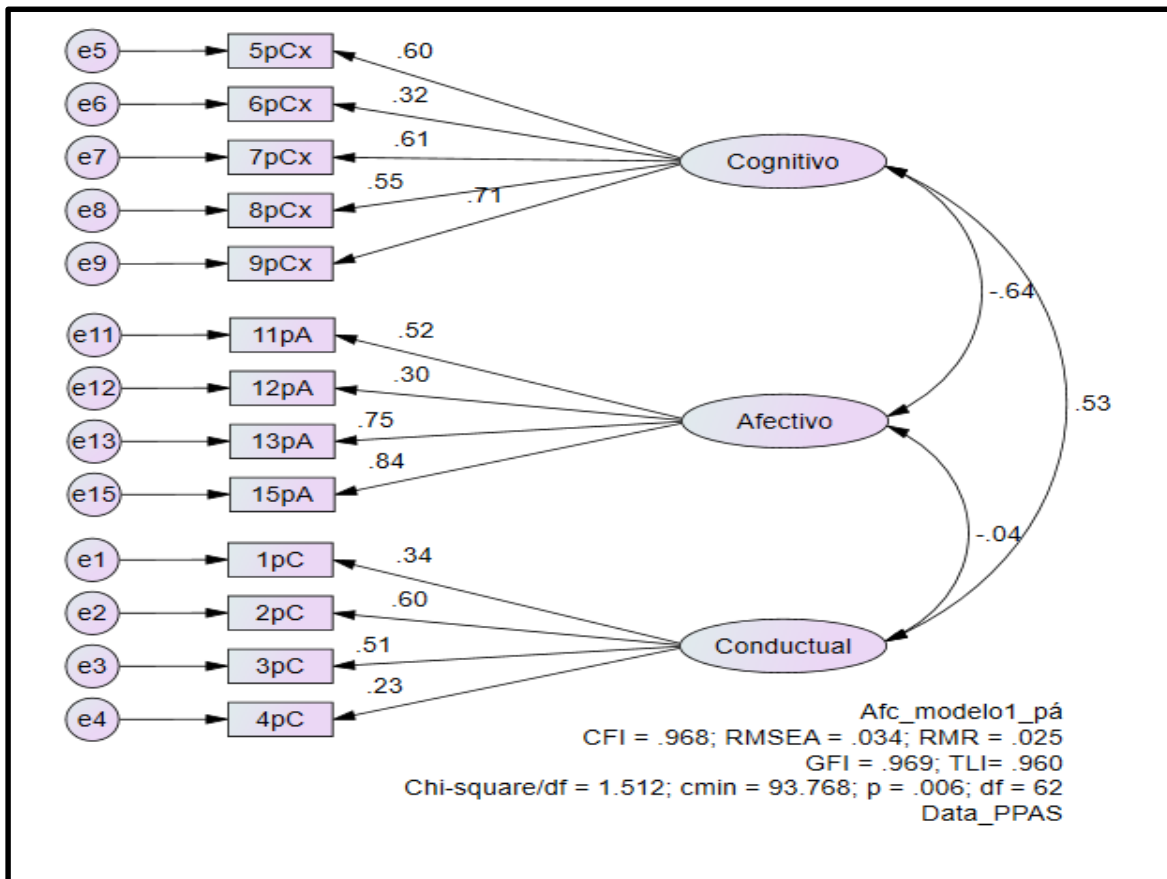 e5 5pCx .60
e6 6pCx .32
e7 7pCx .61
Cognitivo
e8 8pCx .55
.71
e9 9pCx
-.64
e11 11pA .52
e12 12pA .30
.53
Afectivo
e13 13pA .75
e15 15pA .84
-.04
e1 1pC .34
e2 2pC .60
Conductual
e3 3pC .51
e4 4pC .23
Afc_modelo1_pá
CFI = .968; RMSEA = .034; RMR = .025
GFI = .969; TLI= .960
Chi-square/df = 1.512; cmin = 93.768; p = .006; df = 62
Data_PPAS